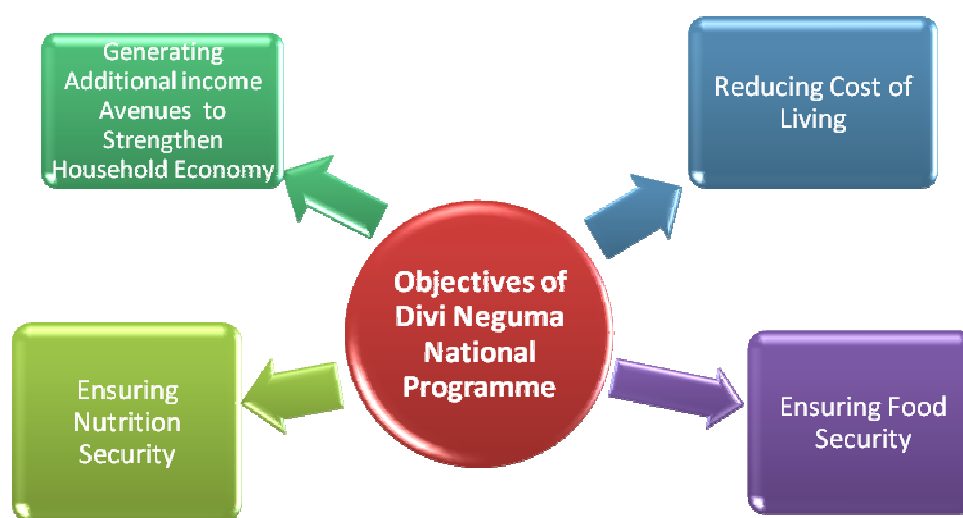 Generating
Additional income
Avenues to
Strengthen
Household Economy
Reducing Cost of
Living
Objectives of
Divi Neguma
National
Programme
Ensuring
Nutrition
Security
Ensuring Food
Security